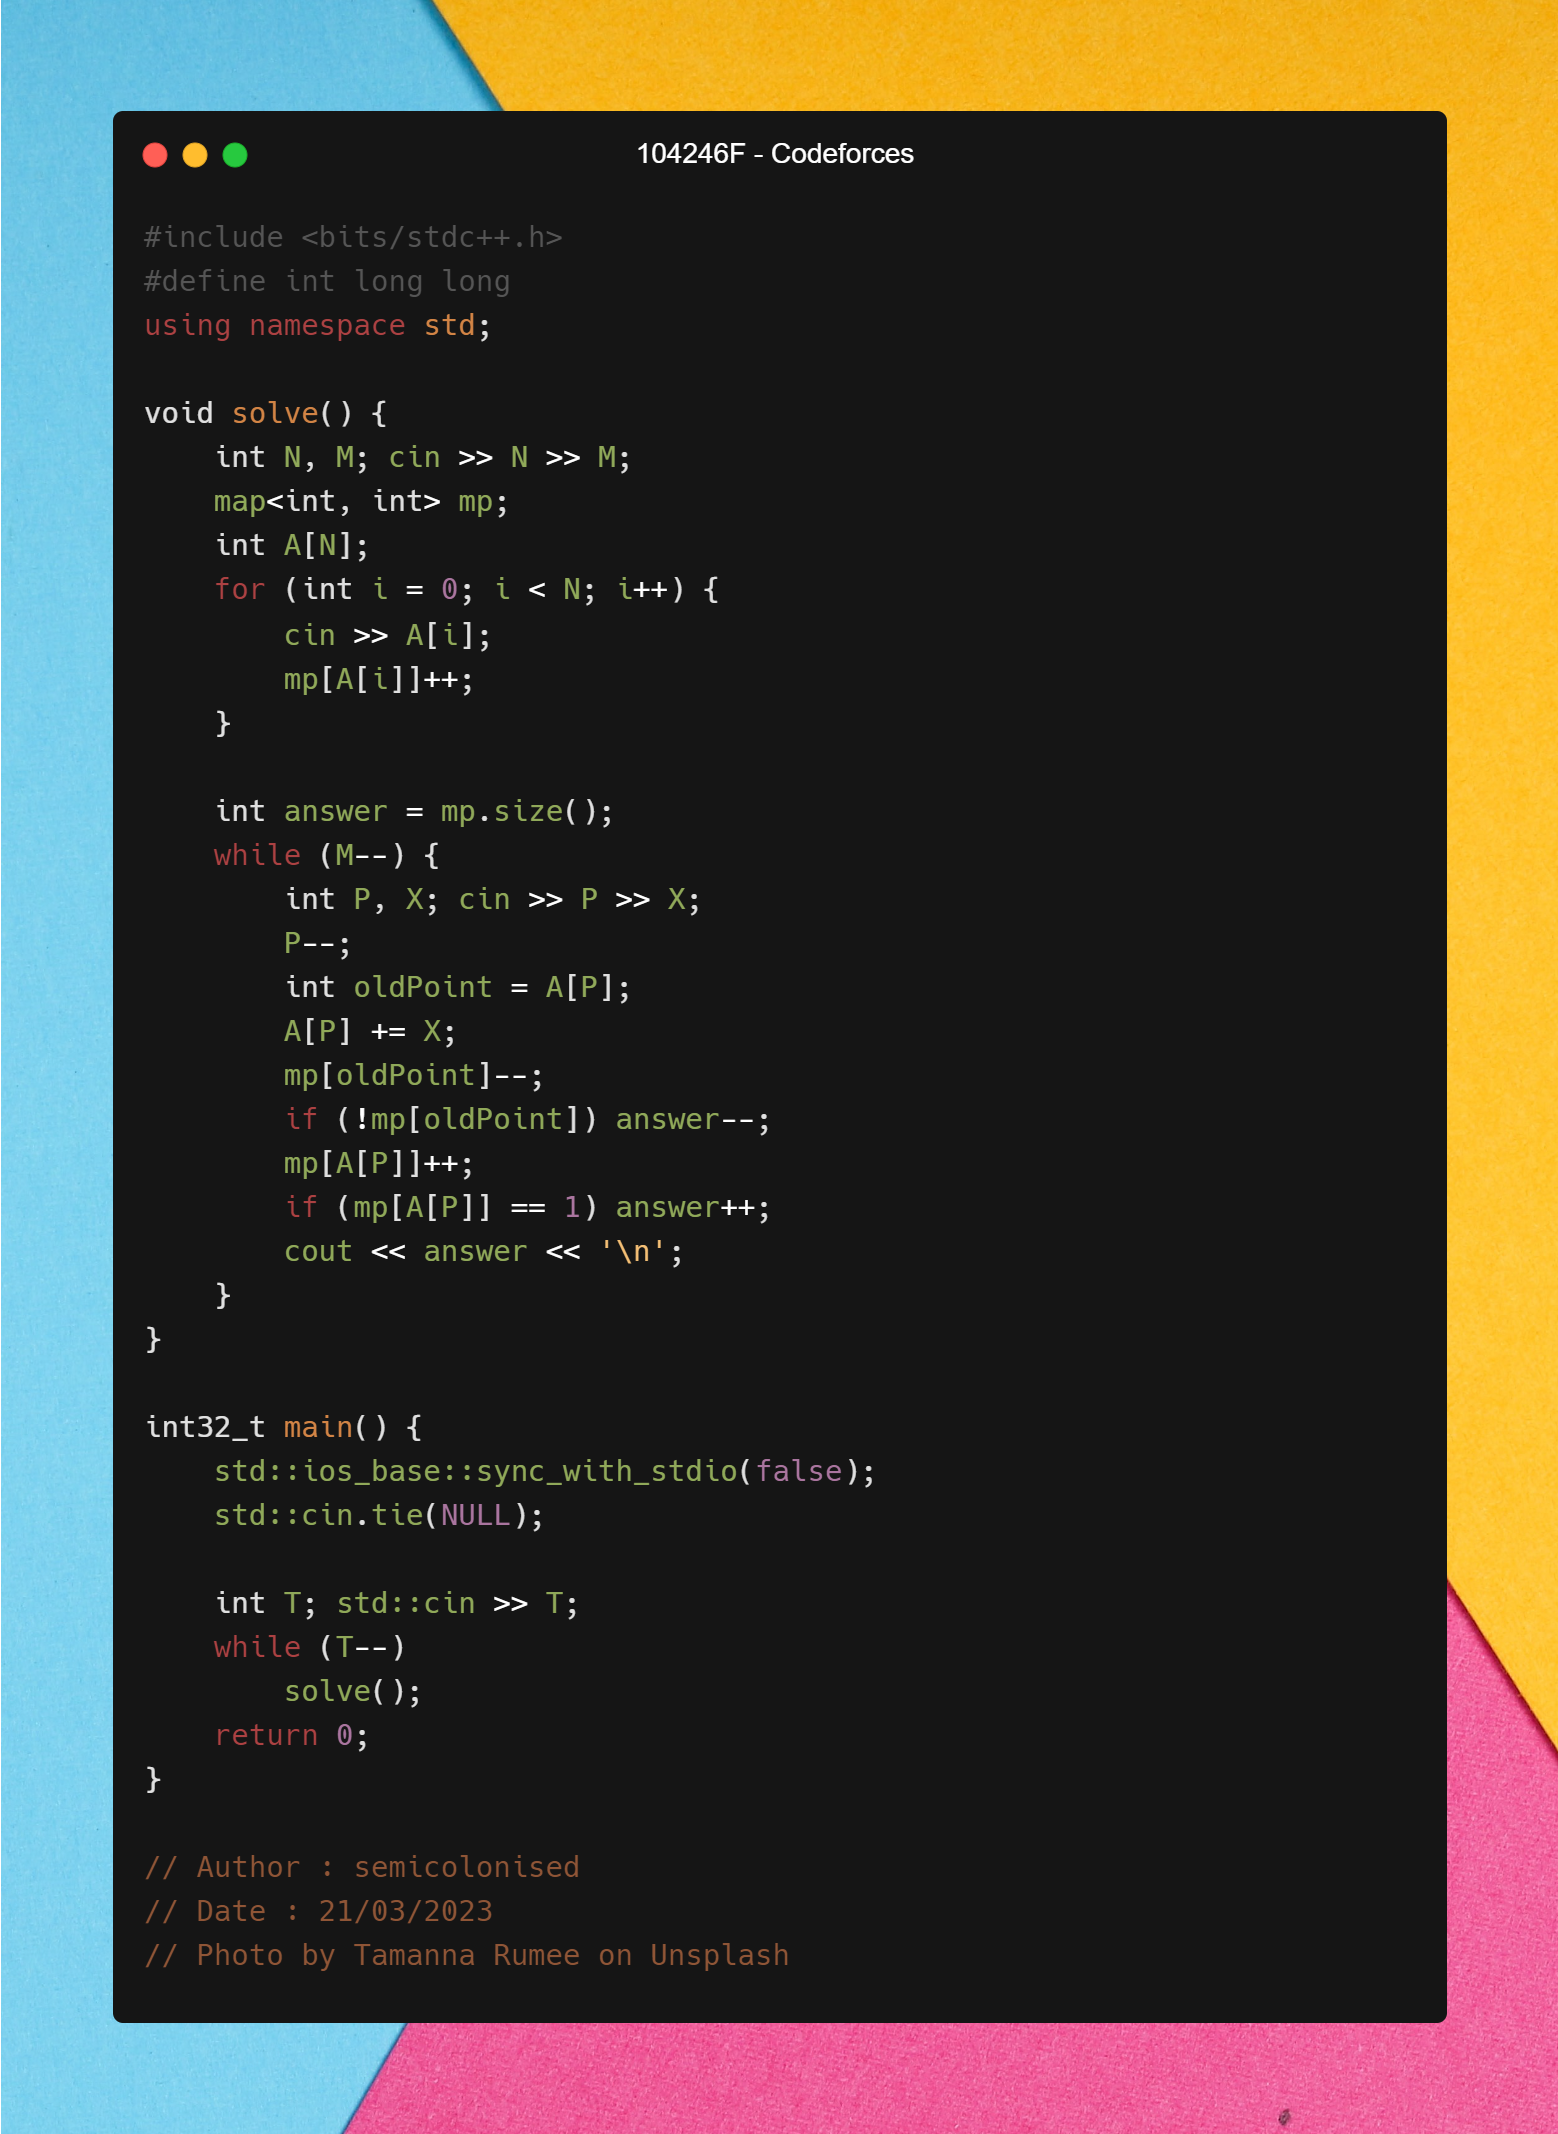 104246F - Codeforces
#include <bits/stdc++.h>
#define int long long
using namespace std;
void solve() {
    int N, M; cin >> N >> M;
    map<int, int> mp;
    int A[N];
    for (int i = 0; i < N; i++) {
        cin >> A[i];
        mp[A[i]]++;
    }
    int answer = mp.size();
    while (M--) {
        int P, X; cin >> P >> X;
        P--;
        int oldPoint = A[P];
        A[P] += X;
        mp[oldPoint]--;
        if (!mp[oldPoint]) answer--;
        mp[A[P]]++;
        if (mp[A[P]] == 1) answer++;
        cout << answer << '\n';
    }
}
int32_t main() {
    std::ios_base::sync_with_stdio(false);
    std::cin.tie(NULL);
    int T; std::cin >> T;
    while (T--)
        solve();
    return 0;
}
// Author : semicolonised
// Date : 21/03/2023
// Photo by Tamanna Rumee on Unsplash